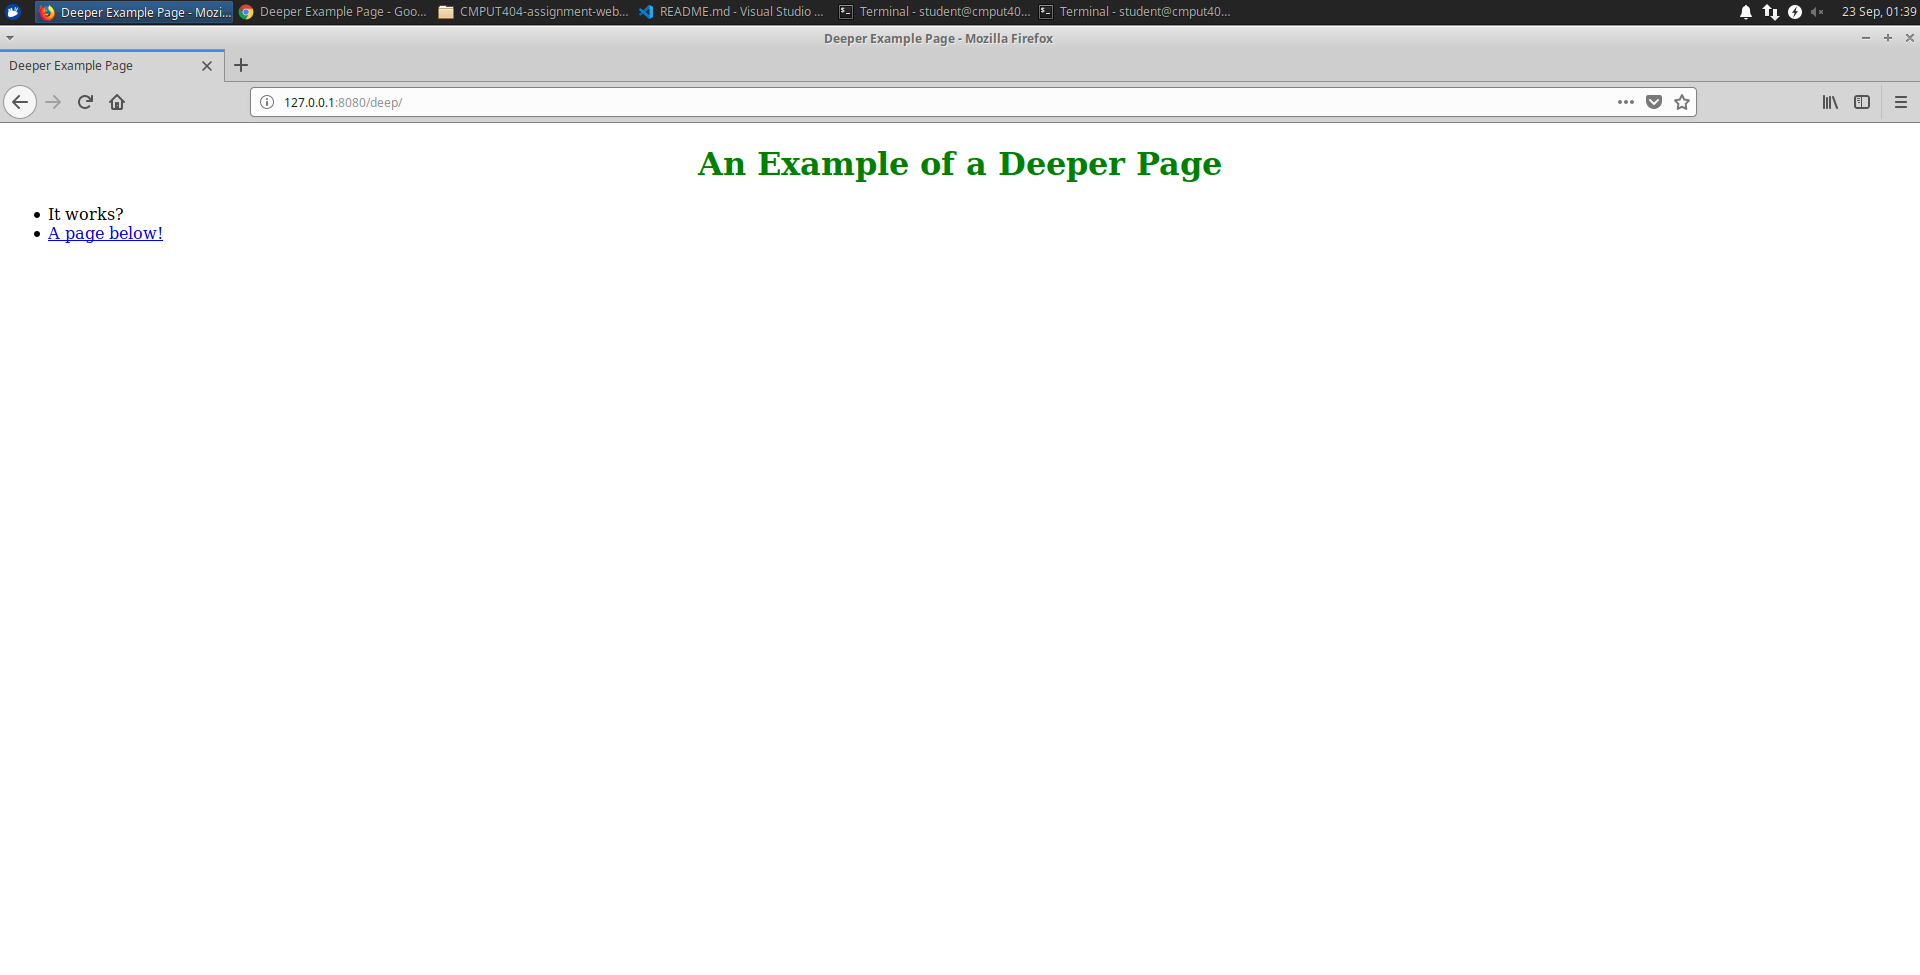 Deeper Example Page - Mozi... Deeper Example Page - Goo... CMPUT404-assignment-web... README.md - Visual Studio ... Terminal - student@cmput40... Terminal - student@cmput40... 23 Sep, 01:39
Deeper Example Page - Mozilla Firefox
Deeper Example Page
127.0.0.1:8080/deep/
An Example of a Deeper Page
It works?
A page below!